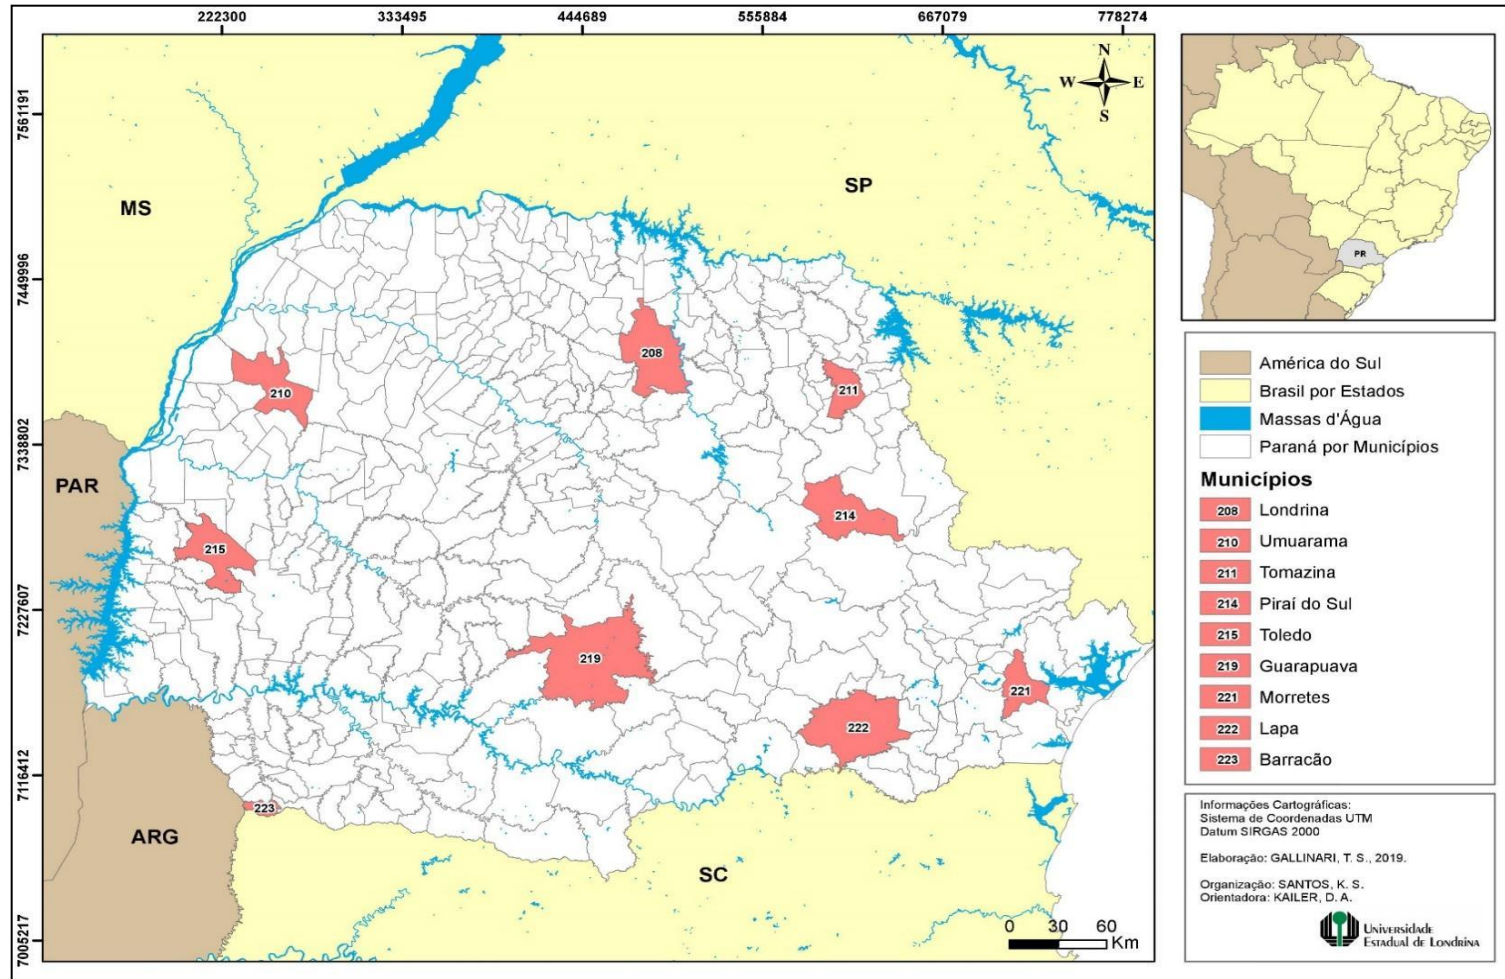 222300 333495 444689 555884 667079 778274
7561191
7449996
7338802
7227607
7116412
7005217
N
W E
S
MS
SP
PAR
ARG
SC
208
210
211
214
215
219
221
222
223
0 30 60
Km
PR
América do Sul
Brasil por Estados
Massas d'Água
Paraná por Municípios
Municípios
208 Londrina
210 Umuarama
211 Tomazina
214 Piraí do Sul
215 Toledo
219 Guarapuava
221 Morretes
222 Lapa
223 Barracão
Informações Cartográficas:
Sistema de Coordenadas UTM
Datum SIRGAS 2000
Elaboração: GALLINARI, T. S., 2019.
Organização: SANTOS, K. S.
Orientadora: KAILER, D. A.
Universidade
Estadual de Londrina